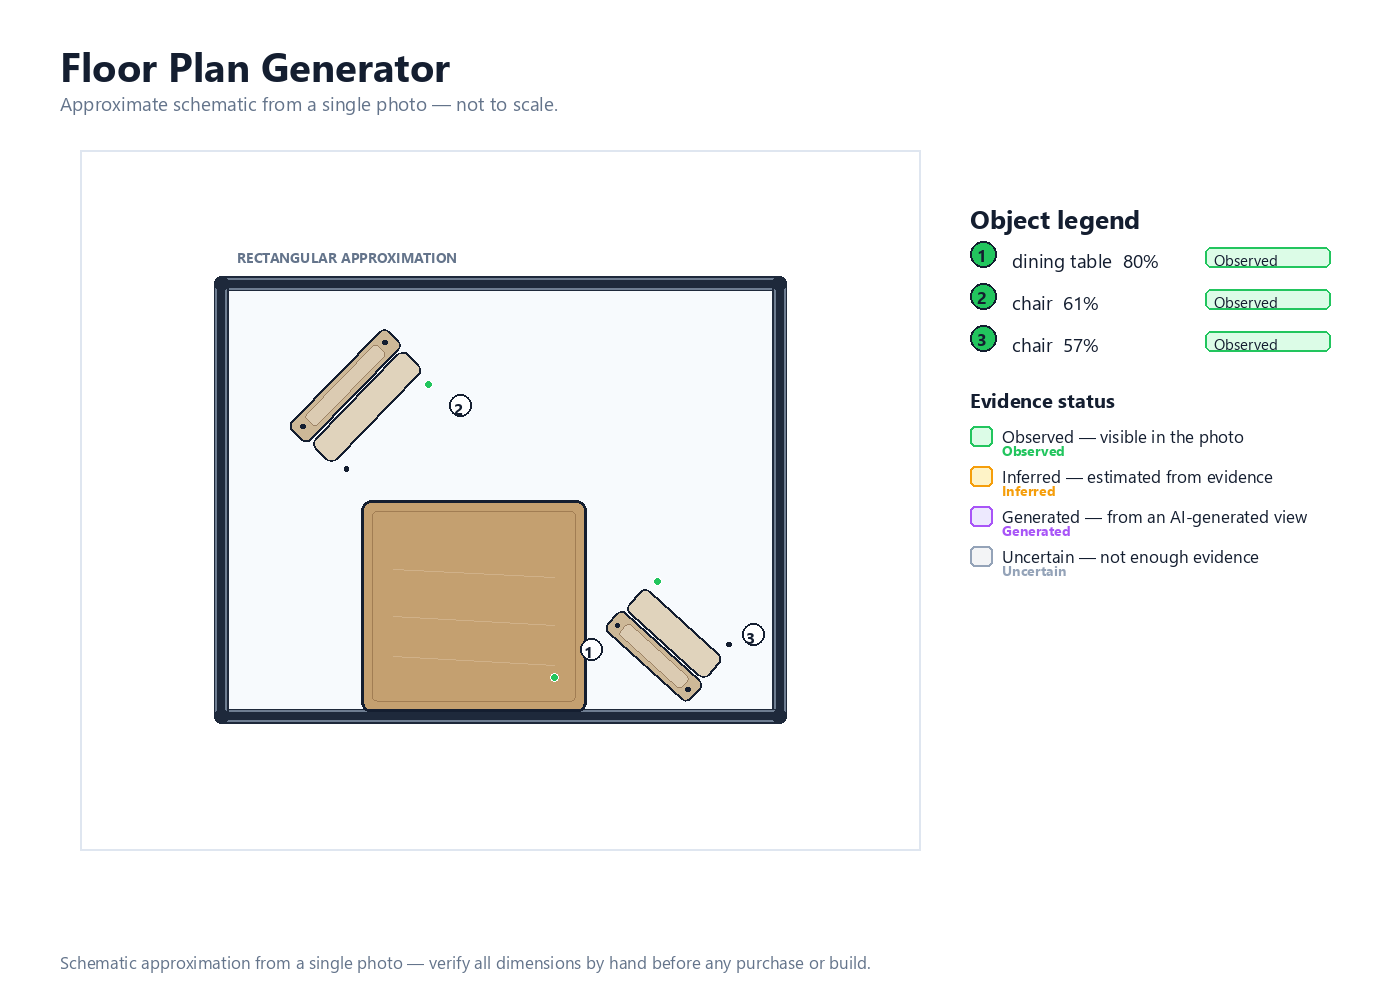 Floor Plan Generator
Approximate schematic from a single photo — not to scale.
RECTANGULAR APPROXIMATION
2
1
3
Object legend
1 dining table 80% Observed
2 chair 61% Observed
3 chair 57% Observed
Evidence status
Observed — visible in the photo
Observed
Inferred — estimated from evidence
Inferred
Generated — from an AI-generated view
Generated
Uncertain — not enough evidence
Uncertain
Schematic approximation from a single photo — verify all dimensions by hand before any purchase or build.